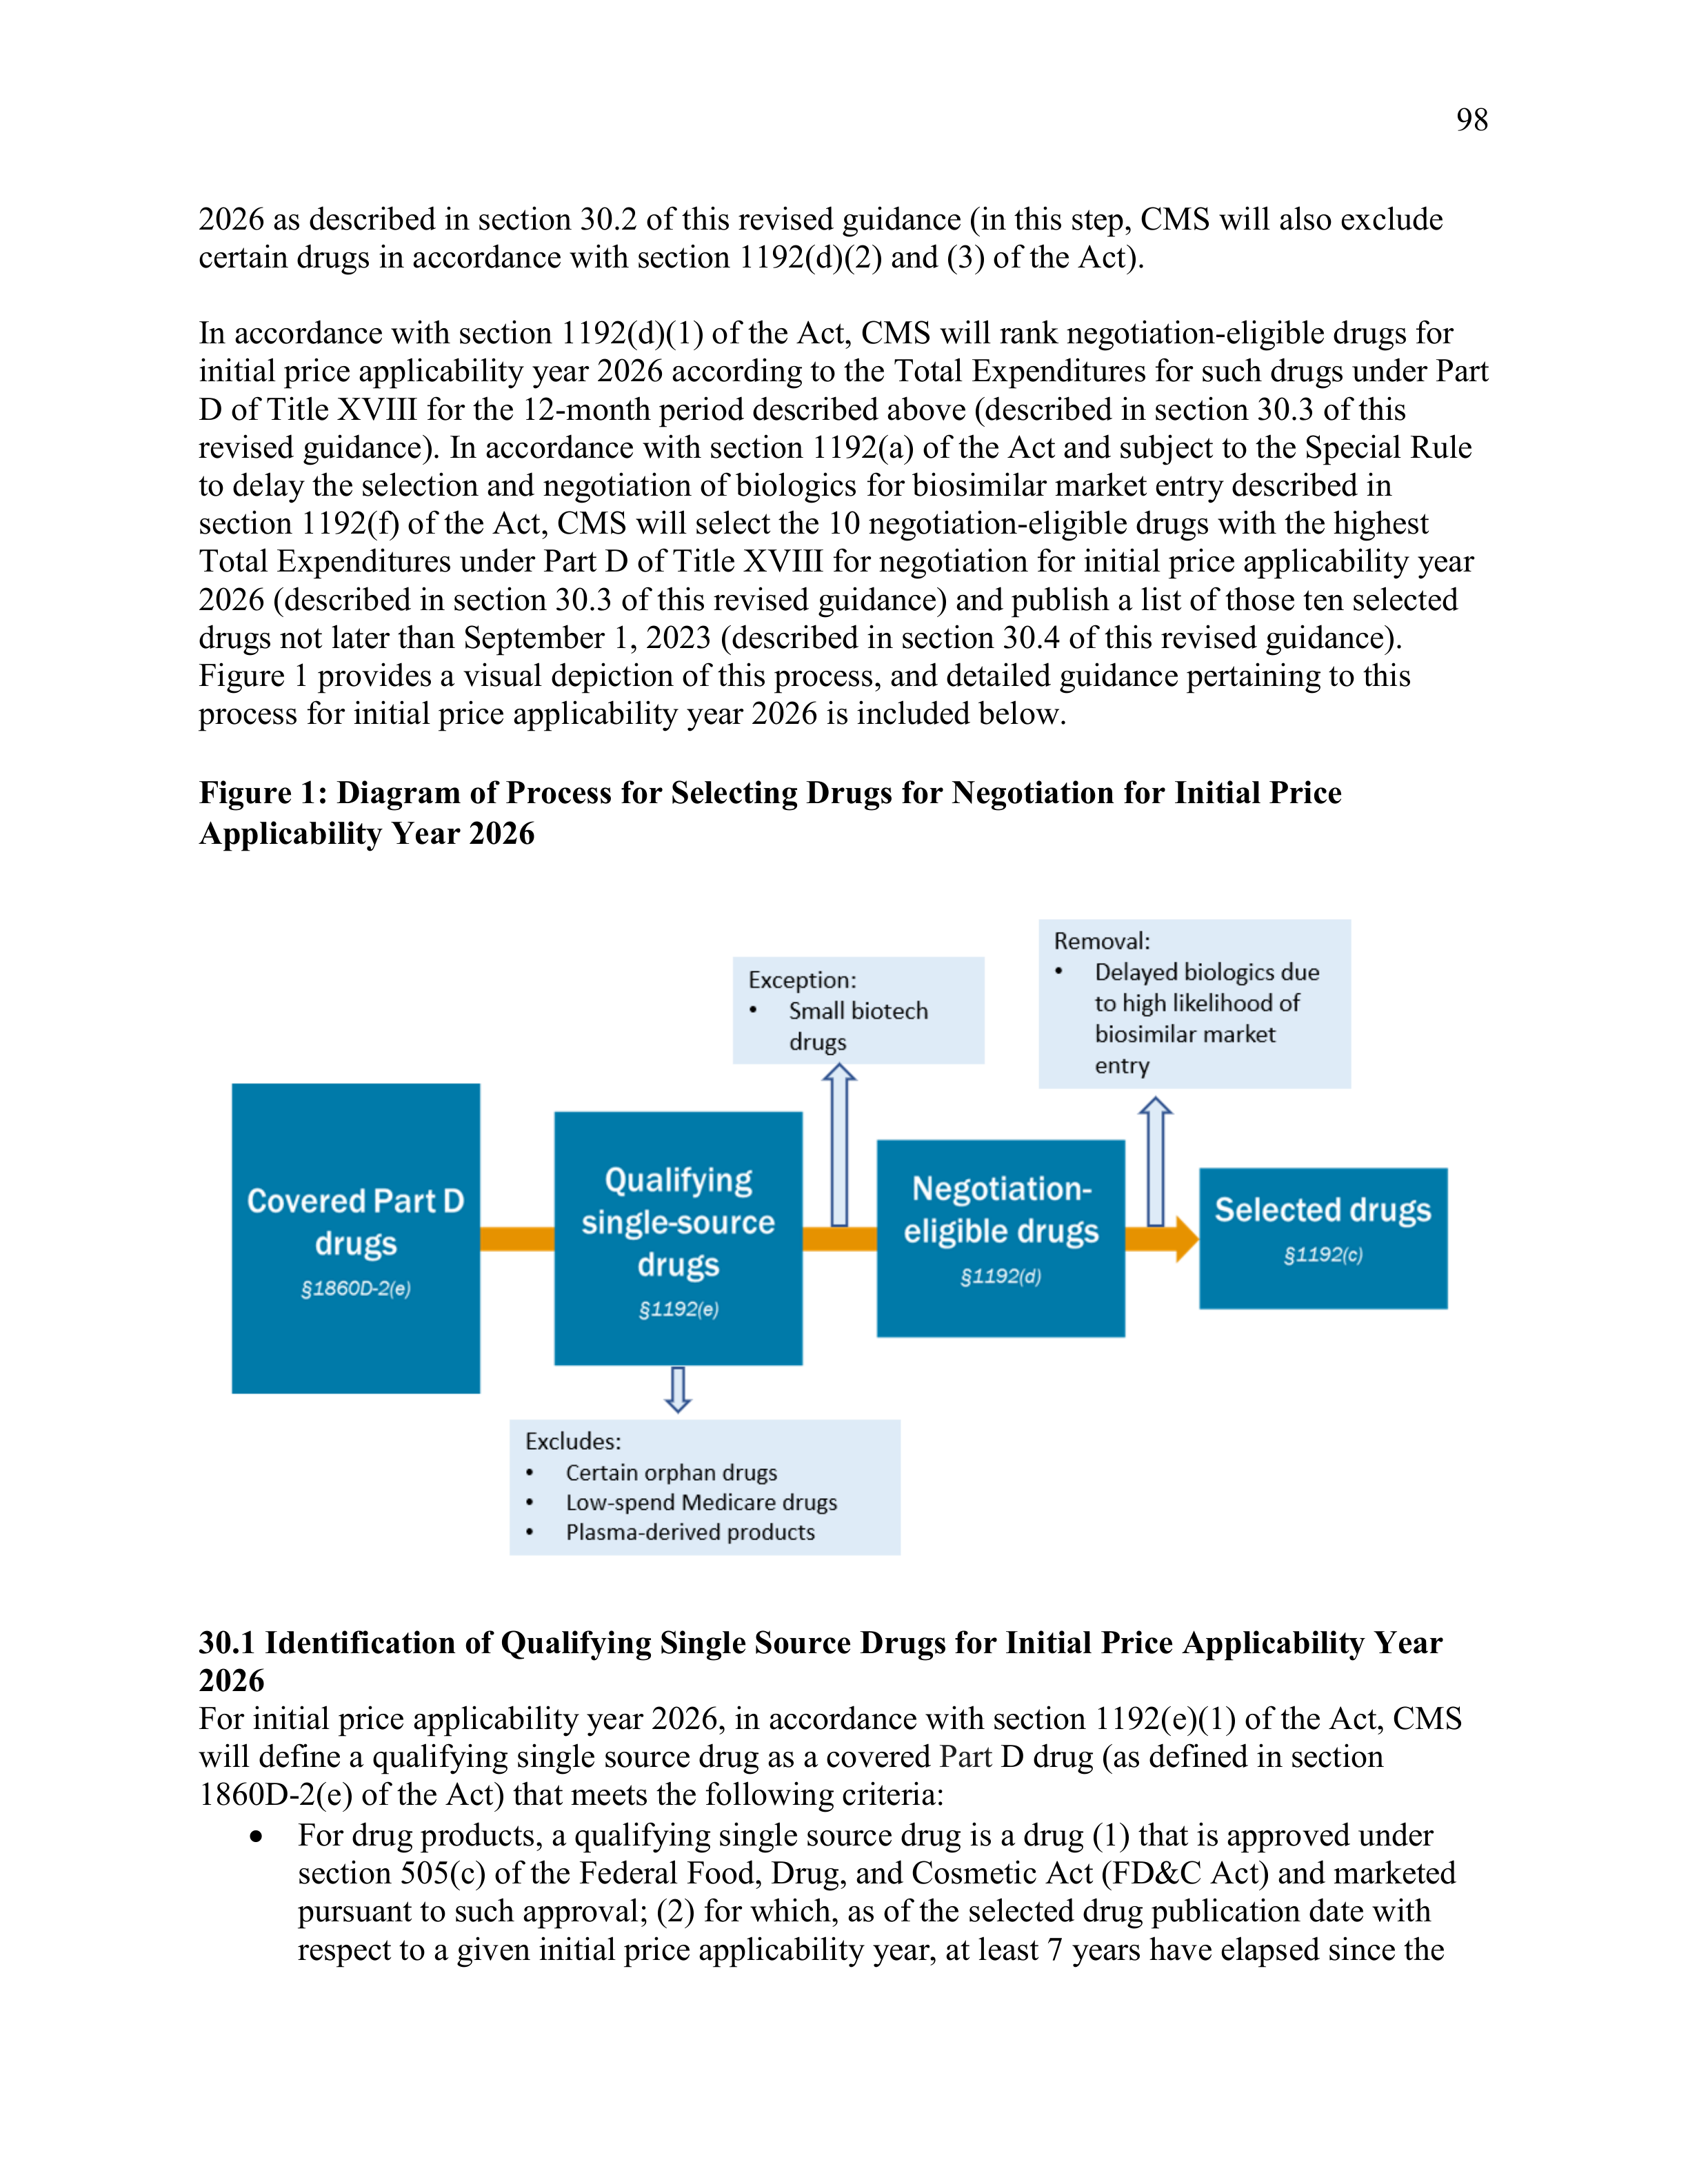 98
2026 as described in section 30.2 of this revised guidance (in this step, CMS will also exclude
certain drugs in accordance with section 1192(d)(2) and (3) of the Act).
In accordance with section 1192(d)(1) of the Act, CMS will rank negotiation-eligible drugs for
initial price applicability year 2026 according to the Total Expenditures for such drugs under Part
D of Title XVIII for the 12-month period described above (described in section 30.3 of this
revised guidance). In accordance with section 1192(a) of the Act and subject to the Special Rule
to delay the selection and negotiation of biologics for biosimilar market entry described in
section 1192(f) of the Act, CMS will select the 10 negotiation-eligible drugs with the highest
Total Expenditures under Part D of Title XVIII for negotiation for initial price applicability year
2026 (described in section 30.3 of this revised guidance) and publish a list of those ten selected
drugs not later than September 1, 2023 (described in section 30.4 of this revised guidance).
Figure 1 provides a visual depiction of this process, and detailed guidance pertaining to this
process for initial price applicability year 2026 is included below.
Figure 1: Diagram of Process for Selecting Drugs for Negotiation for Initial Price
Applicability Year 2026
Exception:
• Small biotech
drugs
Removal:
• Delayed biologics due
to high likelihood of
biosimilar market
entry
Covered Part D
drugs
§1860D-2(e)
Qualifying
single-source
drugs
§1192(e)
Negotiation-
eligible drugs
§1192(d)
Selected drugs
§1192(c)
Excludes:
• Certain orphan drugs
• Low-spend Medicare drugs
• Plasma-derived products
30.1 Identification of Qualifying Single Source Drugs for Initial Price Applicability Year
2026
For initial price applicability year 2026, in accordance with section 1192(e)(1) of the Act, CMS
will define a qualifying single source drug as a covered Part D drug (as defined in section
1860D-2(e) of the Act) that meets the following criteria:
• For drug products, a qualifying single source drug is a drug (1) that is approved under
section 505(c) of the Federal Food, Drug, and Cosmetic Act (FD&C Act) and marketed
pursuant to such approval; (2) for which, as of the selected drug publication date with
respect to a given initial price applicability year, at least 7 years have elapsed since the